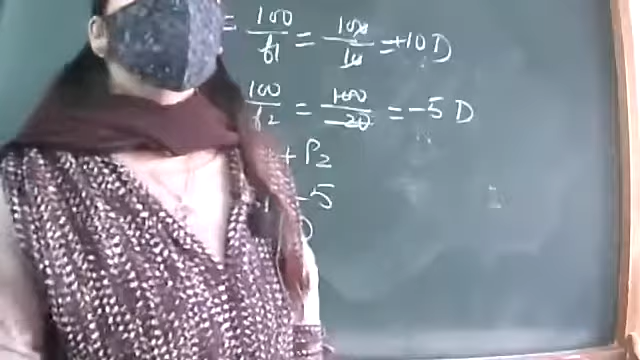 = 100/f1 = 100/10 = +10 D
100/f2 = 100/-20 = -5 D
+ P2
-5